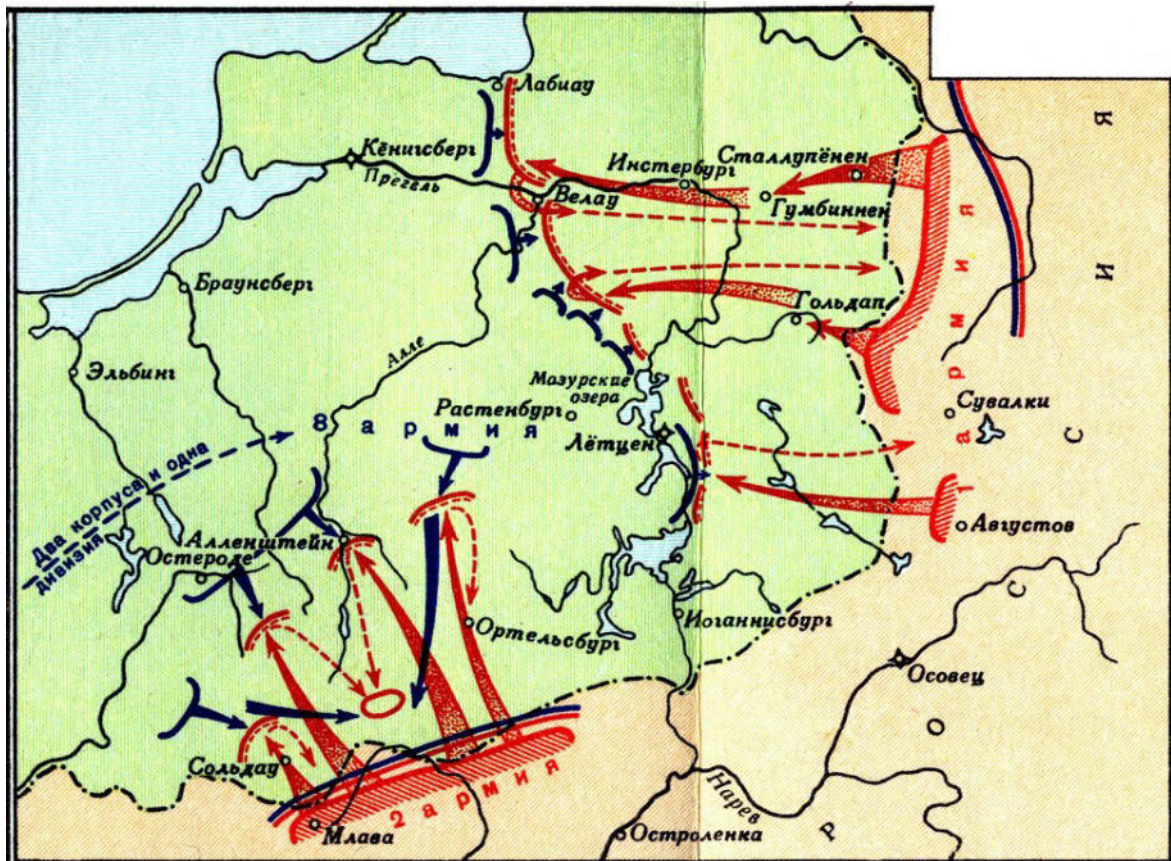 Лабиау
Кёнигсберг
Прегель
Велау
Инстербург
Сталлупёнен
Гумбиннен
Гольдап
Браунсберг
Эльбинг
Алле
Мазурские
озера
Растенбург
8 армия
Лётцен
Сувалки
1 армия
Августов
Два корпуса и одна
дивизия
Остероде
Алленштейн
Ортельсбург
Иоганнисбург
Осовец
Сольдау
Млава
2 армия
Остроленка
Нарев
РОССИЯ